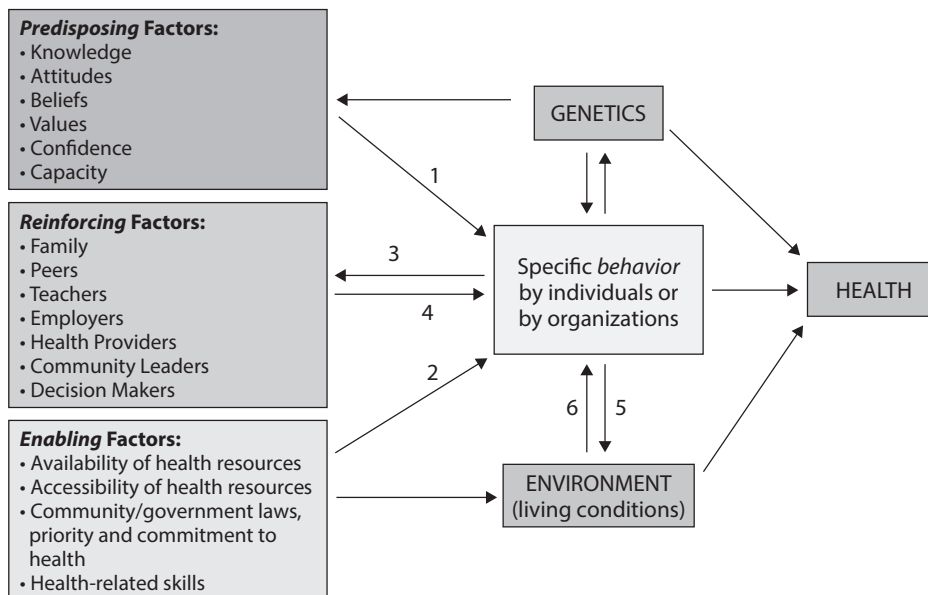 Predisposing Factors:
• Knowledge
• Attitudes
• Beliefs
• Values
• Confidence
• Capacity
Reinforcing Factors:
• Family
• Peers
• Teachers
• Employers
• Health Providers
• Community Leaders
• Decision Makers
Enabling Factors:
• Availability of health resources
• Accessibility of health resources
• Community/government laws,
priority and commitment to
health
• Health-related skills
1
3
4
2
GENETICS
Specific behavior
by individuals or
by organizations
6
5
ENVIRONMENT
(living conditions)
HEALTH